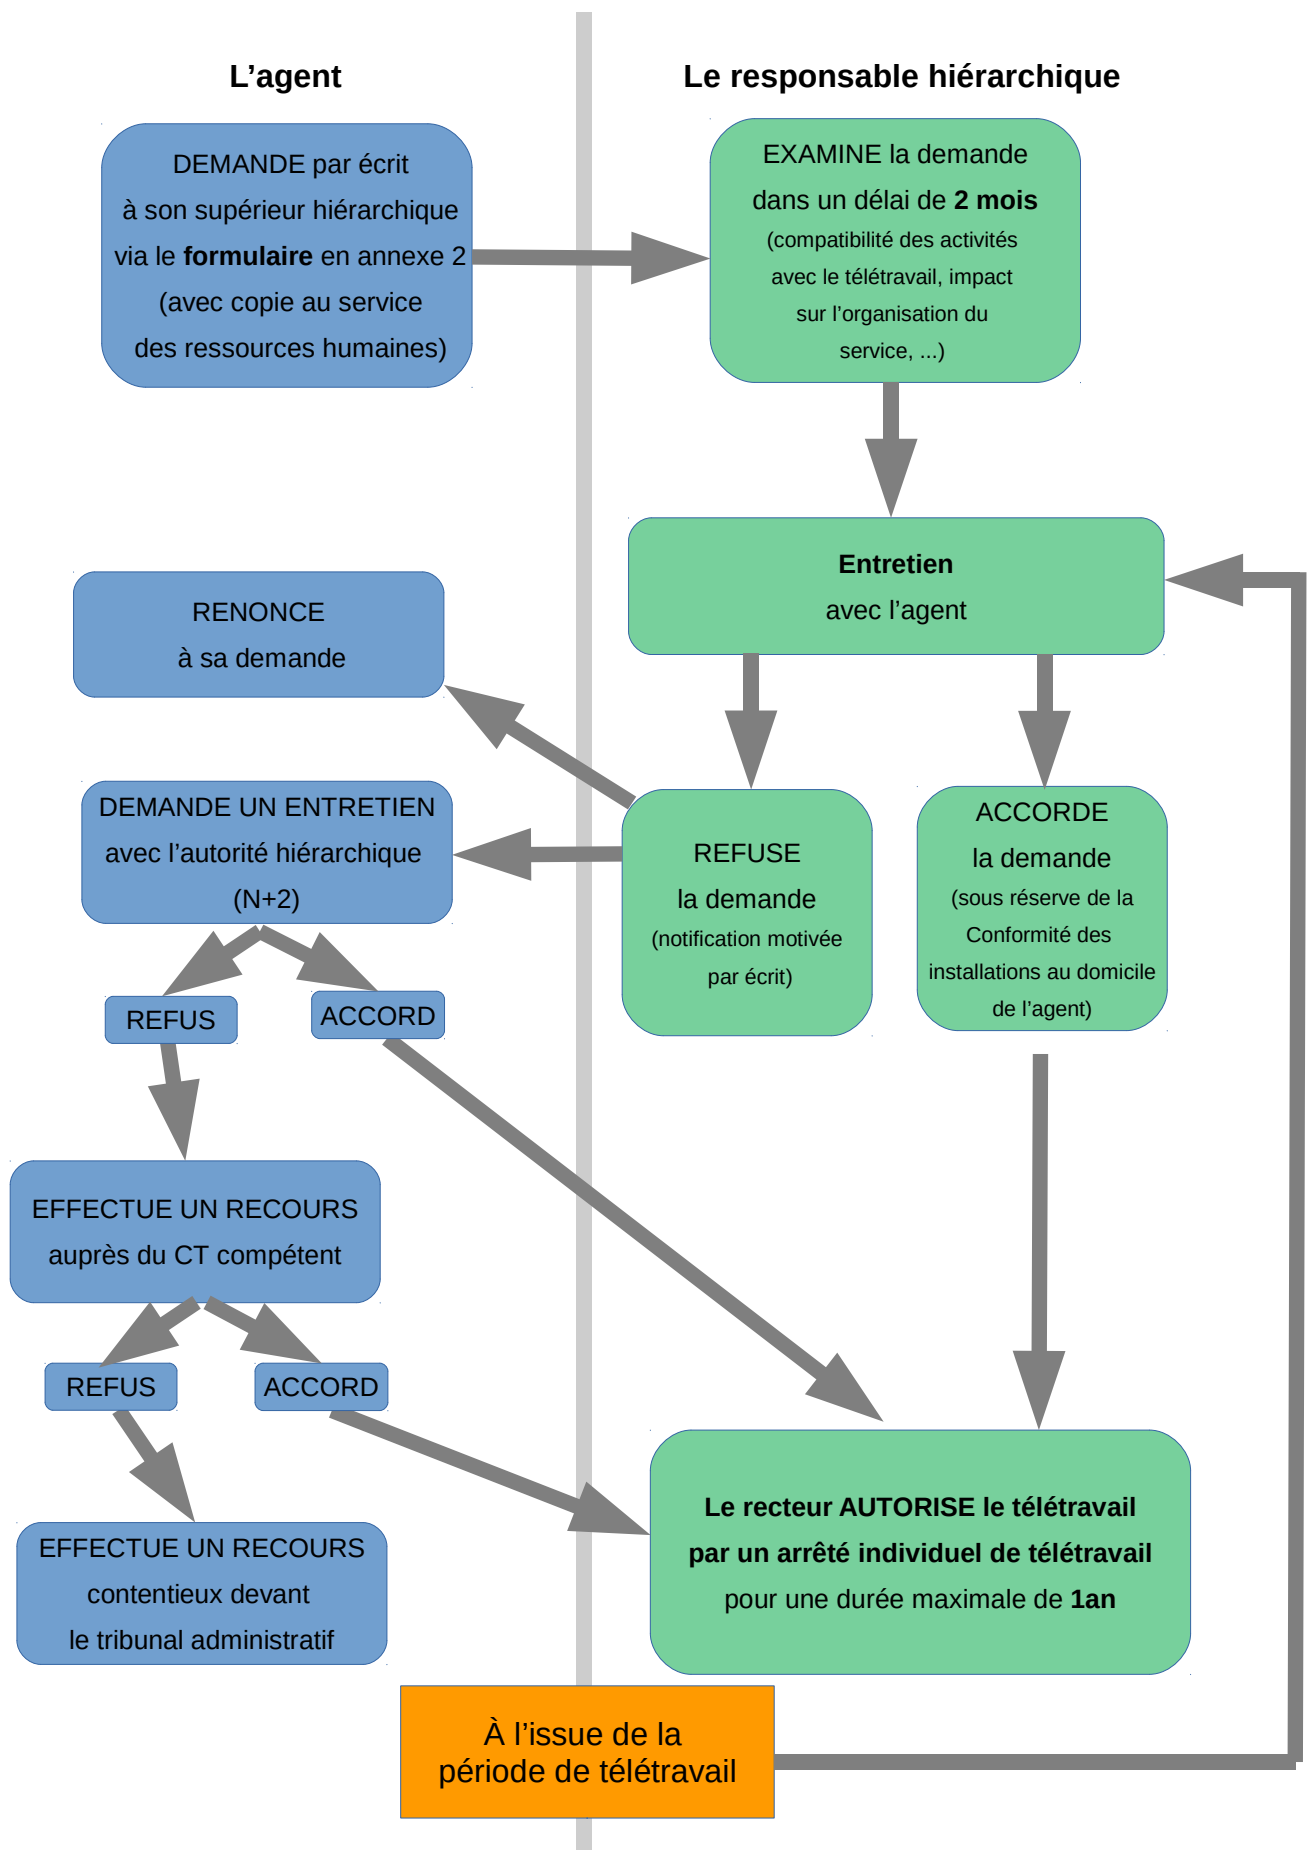 L’agent
Le responsable hiérarchique
DEMANDE par écrit
à son supérieur hiérarchique
via le formulaire en annexe 2
(avec copie au service
des ressources humaines)
EXAMINE la demande
dans un délai de 2 mois
(compatibilité des activités
avec le télétravail, impact
sur l’organisation du
service, ...)
Entretien
avec l’agent
RENONCE
à sa demande
DEMANDE UN ENTRETIEN
avec l’autorité hiérarchique
(N+2)
REFUSE
la demande
(notification motivée
par écrit)
ACCORDE
la demande
(sous réserve de la
Conformité des
installations au domicile
de l’agent)
REFUS
ACCORD
EFFECTUE UN RECOURS
auprès du CT compétent
REFUS
ACCORD
EFFECTUE UN RECOURS
contentieux devant
le tribunal administratif
Le recteur AUTORISE le télétravail
par un arrêté individuel de télétravail
pour une durée maximale de 1an
À l’issue de la
période de télétravail